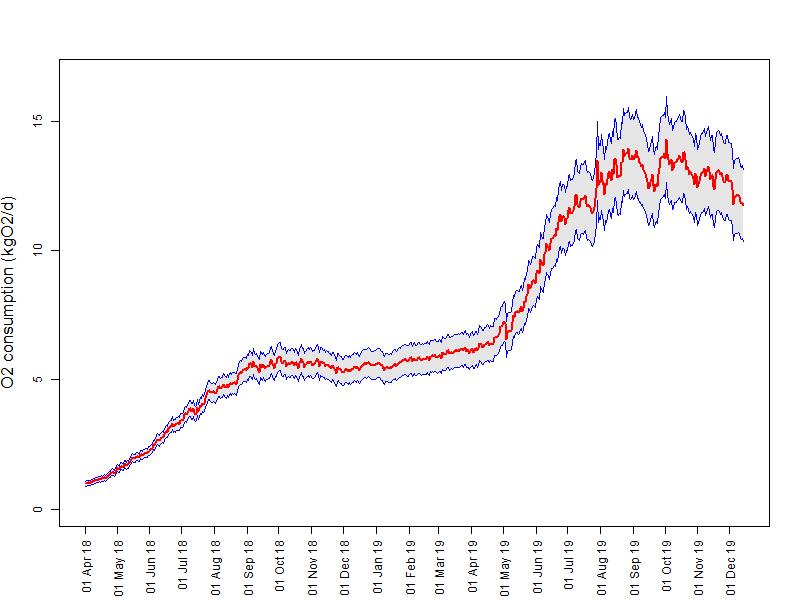 O2 consumption (kgO2/d)
15
10
5
0
01 Apr 18
01 May 18
01 Jun 18
01 Jul 18
01 Aug 18
01 Sep 18
01 Oct 18
01 Nov 18
01 Dec 18
01 Jan 19
01 Feb 19
01 Mar 19
01 Apr 19
01 May 19
01 Jun 19
01 Jul 19
01 Aug 19
01 Sep 19
01 Oct 19
01 Nov 19
01 Dec 19